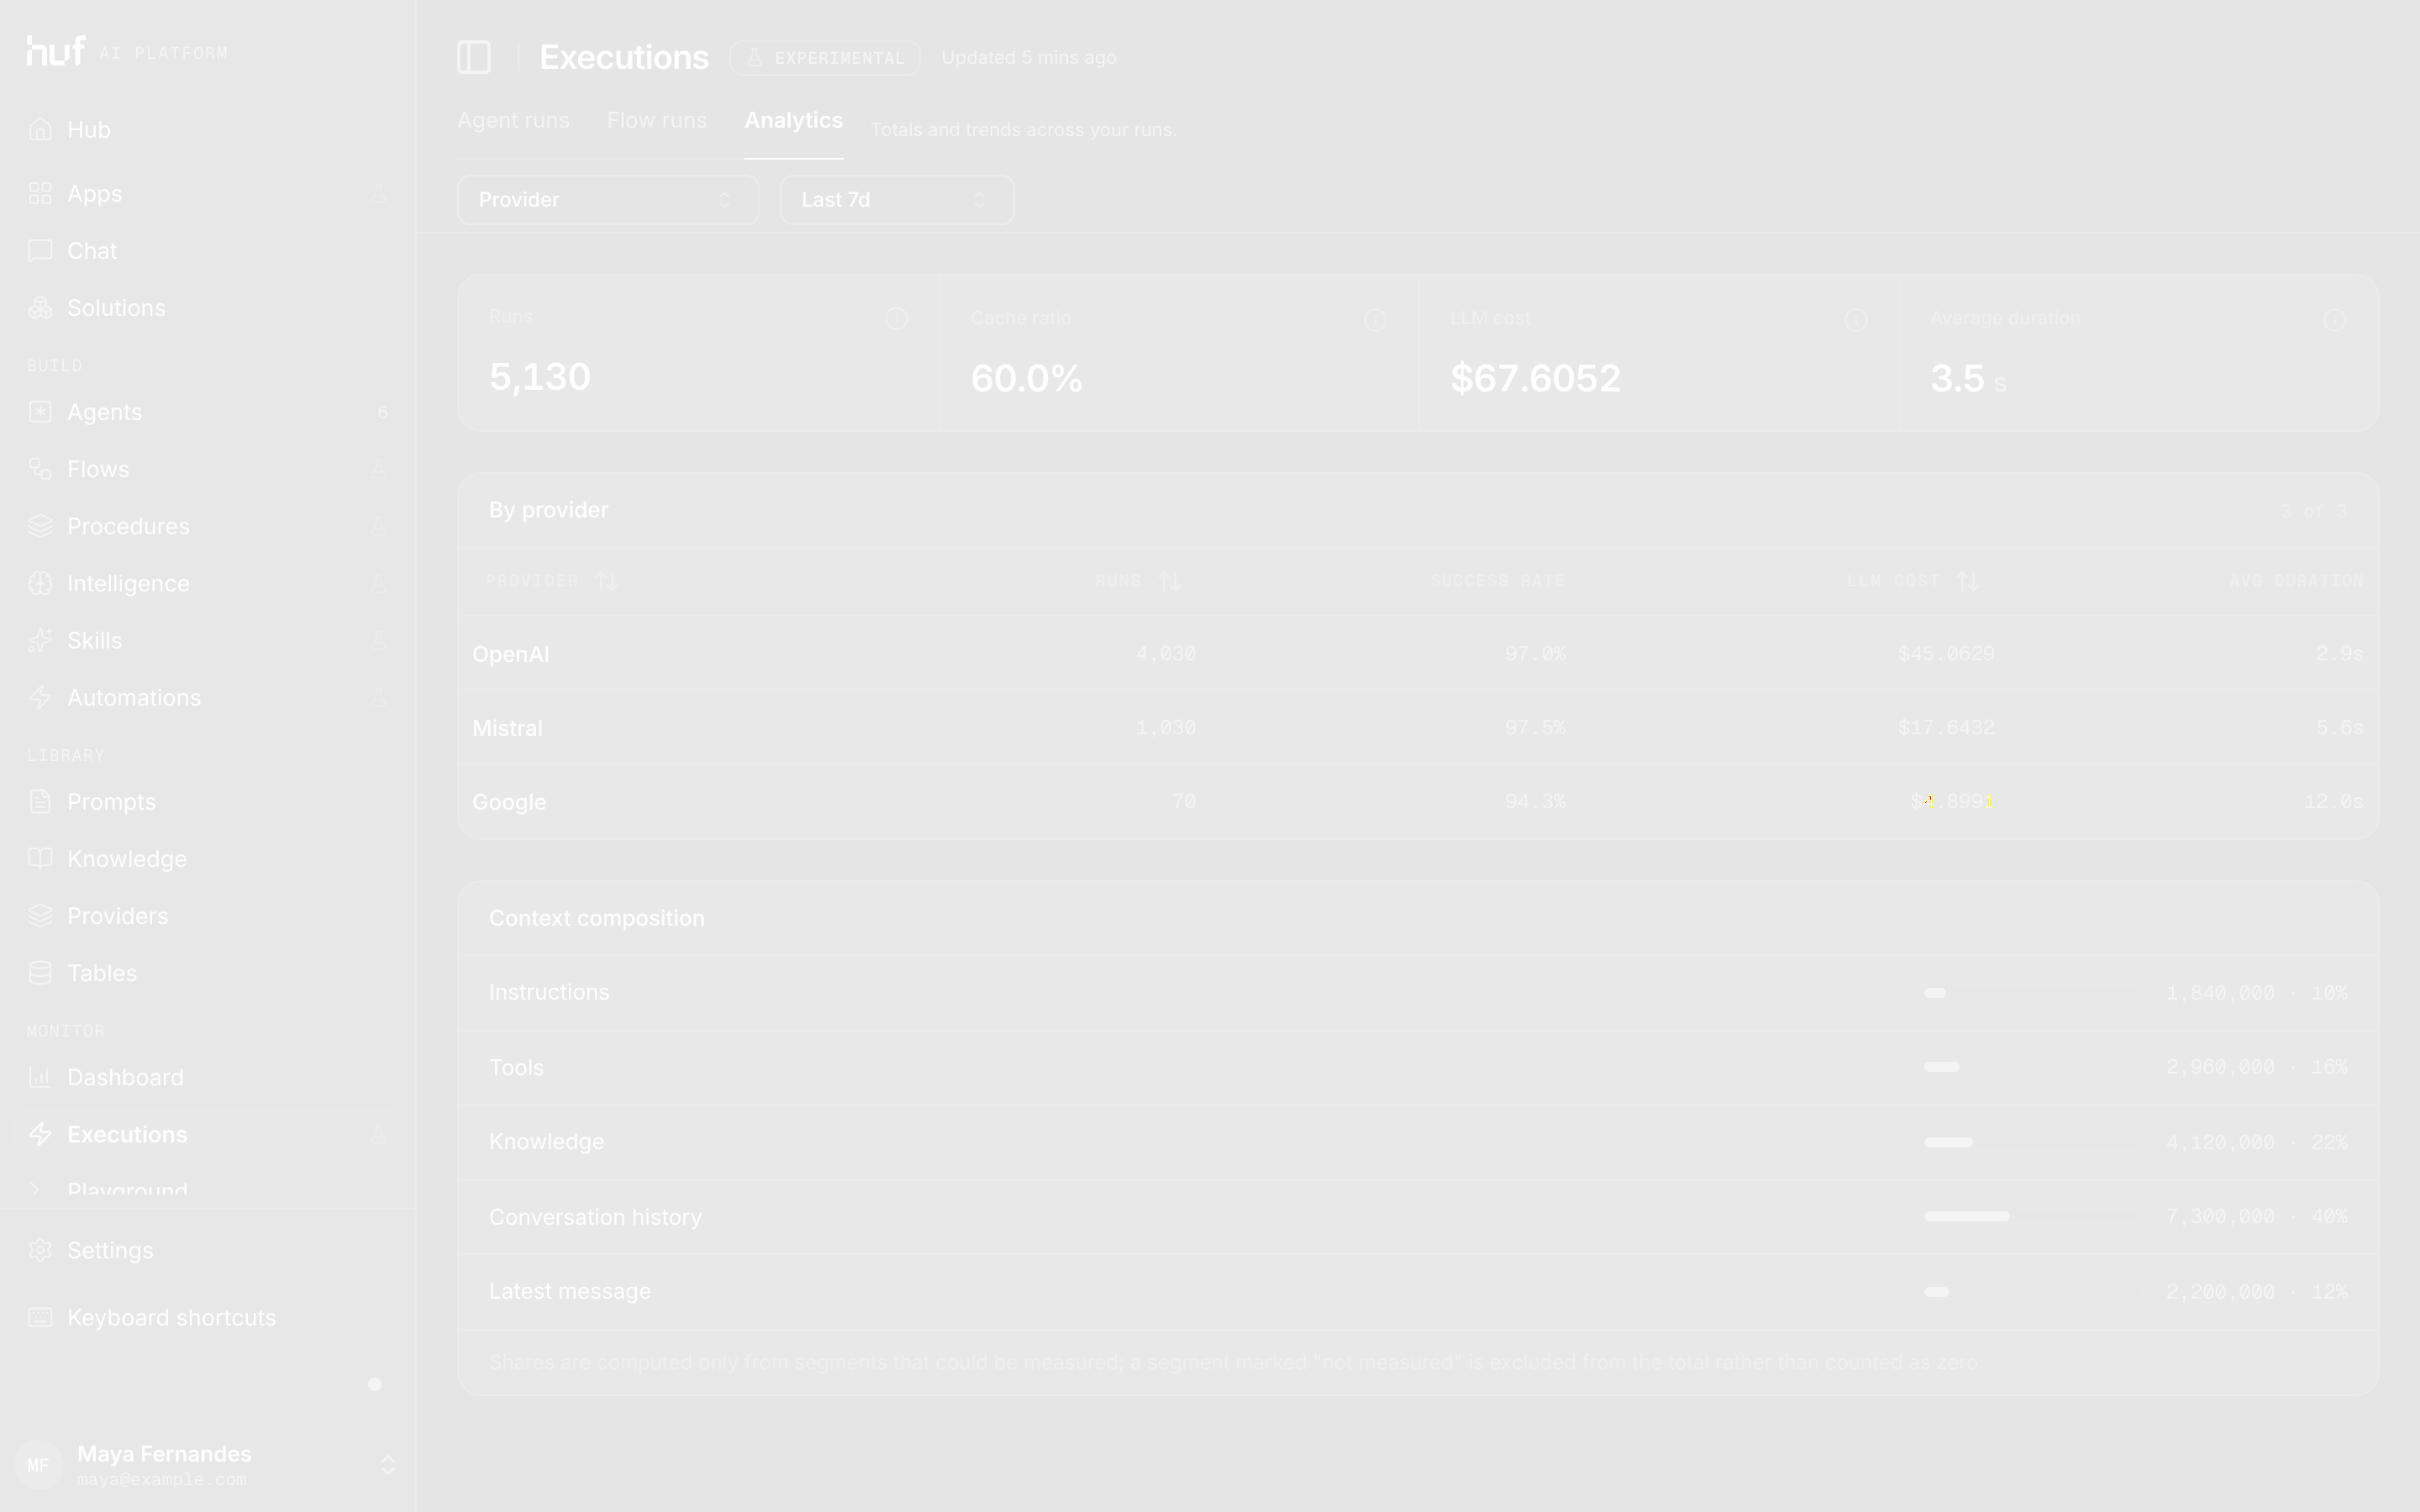 huf AI PLATFORM
Hub
Apps
Chat
Solutions
BUILD
Agents 6
Flows
Procedures
Intelligence
Skills
Automations
LIBRARY
Prompts
Knowledge
Providers
Tables
MONITOR
Dashboard
Executions
Playground
Settings
Keyboard shortcuts
MF Maya Fernandes
maya@example.com
Executions EXPERIMENTAL Updated 5 mins ago
Agent runs Flow runs Analytics Totals and trends across your runs.
Provider Last 7d
Runs Cache ratio LLM cost Average duration
5,130 60.0% $67.6052 3.5 s
By provider 3 of 3
PROVIDER RUNS SUCCESS RATE LLM COST AVG DURATION
OpenAI 4,030 97.0% $45.0629 2.9s
Mistral 1,030 97.5% $17.6432 5.6s
Google 70 94.3% 12.0s
Context composition
Instructions 1,840,000 · 10%
Tools 2,960,000 · 16%
Knowledge 4,120,000 · 22%
Conversation history 7,300,000 · 40%
Latest message 2,200,000 · 12%
Shares are computed only from segments that could be measured; a segment marked "not measured" is excluded from the total rather than counted as zero.